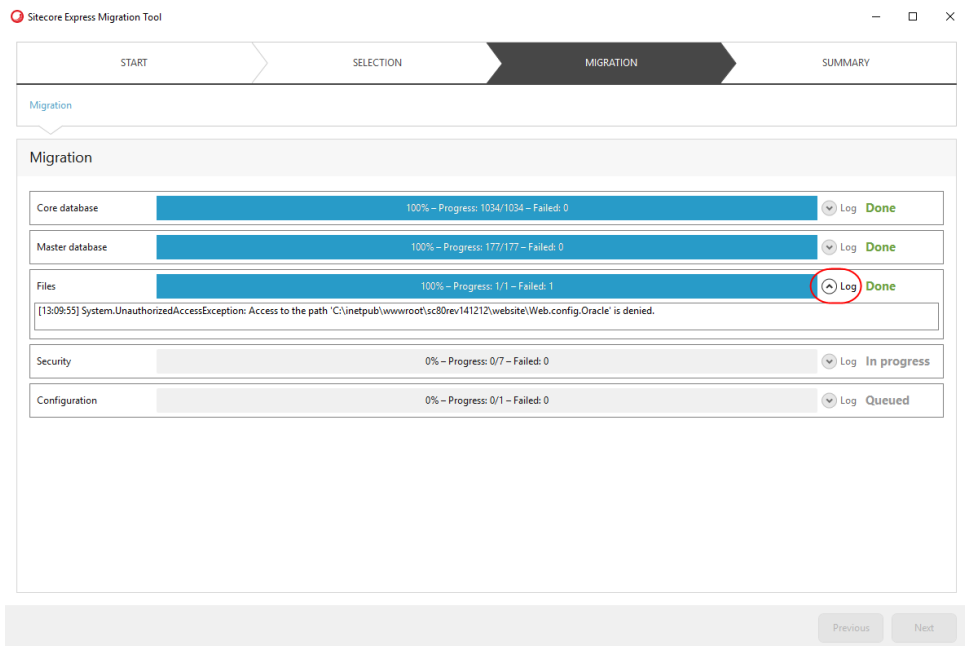 Sitecore Express Migration Tool
START
SELECTION
MIGRATION
SUMMARY
Migration
Migration
Core database
100% – Progress: 1034/1034 – Failed: 0
Log
Done
Master database
100% – Progress: 177/177 – Failed: 0
Log
Done
Files
100% – Progress: 1/1 – Failed: 1
Log
Done
[13:09:55] System.UnauthorizedAccessException: Access to the path 'C:\inetpub\wwwroot\sc80rev141212\website\Web.config.Oracle' is denied.
Security
0% – Progress: 0/7 – Failed: 0
Log
In progress
Configuration
0% – Progress: 0/1 – Failed: 0
Log
Queued
Previous
Next